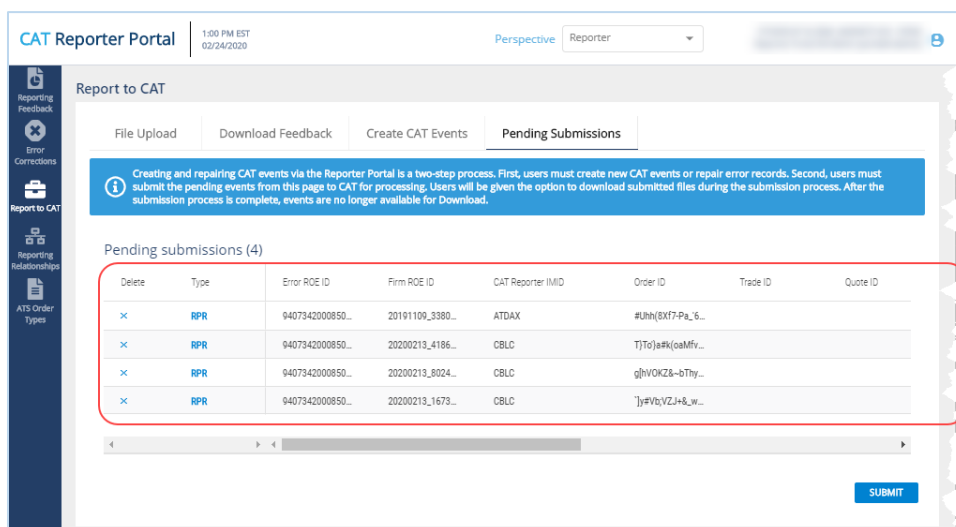 CAT Reporter Portal
1:00 PM EST
02/24/2020
Perspective
Reporter
Reporting
Feedback
Error
Corrections
Report to CAT
Reporting
Relationships
ATS Order
Types
Report to CAT
File Upload
Download Feedback
Create CAT Events
Pending Submissions
Creating and repairing CAT events via the Reporter Portal is a two-step process. First, users must create new CAT events or repair error records. Second, users must
submit the pending events from this page to CAT for processing. Users will be given the option to download submitted files during the submission process. After the
submission process is complete, events are no longer available for Download.
Pending submissions (4)
Delete Type Error ROE ID Firm ROE ID CAT Reporter IMID Order ID Trade ID Quote ID
× RPR 9407342000850... 20191109_3380... ATDAX #Uhh(8Xf7-Pa_'6...
× RPR 9407342000850... 20200213_4186... CBLC T}To'}a#k(oaMfv...
× RPR 9407342000850... 20200213_8024... CBLC g[hVOKZ&~bThy...
× RPR 9407342000850... 20200213_1673... CBLC `]y#Vb;VZJ+&_w...
SUBMIT